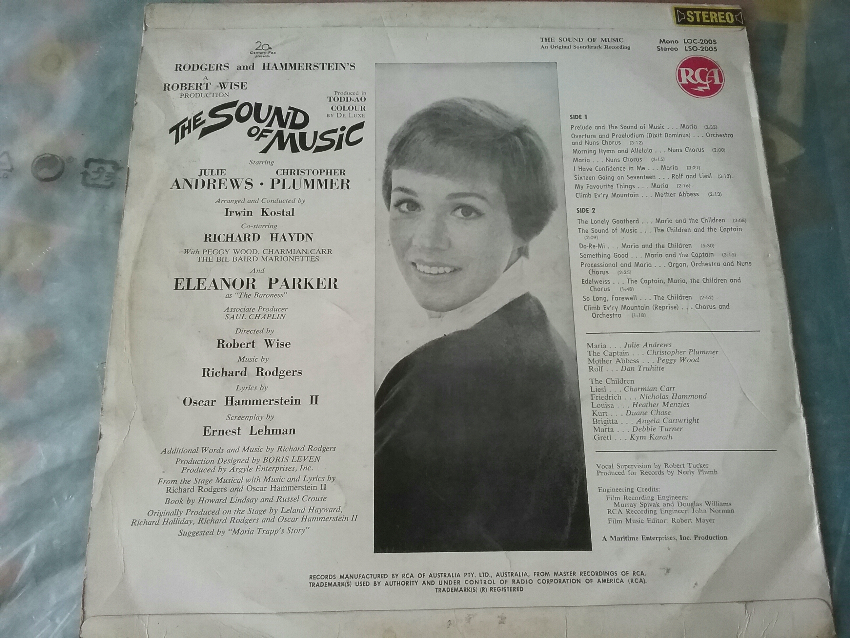 STEREO
20th Century-Fox
presents
RODGERS and HAMMERSTEIN'S
A
ROBERT WISE
PRODUCTION
Produced in
TODD-AO
COLOUR
BY DE LUXE
THE SOUND
OF MUSIC
Starring
JULIE CHRISTOPHER
ANDREWS · PLUMMER
Arranged and Conducted by
Irwin Kostal
Co-starring
RICHARD HAYDN
With PEGGY WOOD, CHARMIAN CARR
THE BIL BAIRD MARIONETTES
And
ELEANOR PARKER
as "The Baroness"
Associate Producer
SAUL CHAPLIN
Directed by
Robert Wise
Music by
Richard Rodgers
Lyrics by
Oscar Hammerstein II
Screenplay by
Ernest Lehman
Additional Words and Music by Richard Rodgers
Production Designed by BORIS LEVEN
Produced by Argyle Enterprises, Inc.
From the Stage Musical with Music and Lyrics by
Richard Rodgers and Oscar Hammerstein II
Book by Howard Lindsay and Russel Crouse
Originally Produced on the Stage by Leland Hayward,
Richard Halliday, Richard Rodgers and Oscar Hammerstein II
Suggested by "Maria Trapp's Story"
THE SOUND OF MUSIC
An Original Soundtrack Recording
Mono LOC-2005
Stereo LSO-2005
RCA
SIDE 1
Prelude and the Sound of Music . . . Maria
Overture and Preludium (Dixit Dominus) . . . Orchestra
and Nuns Chorus
Morning Hymn and Alleluia . . . Nuns Chorus
Maria . . . Nuns Chorus
I Have Confidence in Me . . . Maria
Sixteen Going on Seventeen . . . Rolf and Liesl
My Favourite Things . . . Maria
Climb Ev'ry Mountain . . . Mother Abbess
SIDE 2
The Lonely Goatherd . . . Maria and the Children
The Sound of Music . . . The Children and the Captain
Do-Re-Mi . . . Maria and the Children
Something Good . . . Maria and the Captain
Processional and Maria . . . Organ, Orchestra and Nuns
Chorus
Edelweiss . . . The Captain, Maria, the Children and
Chorus
So Long, Farewell . . . The Children
Climb Ev'ry Mountain (Reprise) . . . Chorus and
Orchestra
Maria . . . Julie Andrews
The Captain . . . Christopher Plummer
Mother Abbess . . . Peggy Wood
Rolf . . . Dan Truhitte
The Children
Liesl . . . Charmian Carr
Friedrich . . . Nicholas Hammond
Louisa . . . Heather Menzies
Kurt . . . Duane Chase
Brigitta . . . Angela Cartwright
Marta . . . Debbie Turner
Gretl . . . Kym Karath
Vocal Supervision by Robert Tucker
Produced for Records by Neely Plumb
Engineering Credits:
Film Recording Engineers:
Murray Spivak and Douglas Williams
RCA Recording Engineer: John Norman
Film Music Editor: Robert Mayer
A Maritime Enterprises, Inc. Production
RECORDS MANUFACTURED BY RCA OF AUSTRALIA PTY. LTD., AUSTRALIA, FROM MASTER RECORDINGS OF RCA.
TRADEMARK(S) USED BY AUTHORITY AND UNDER CONTROL OF RADIO CORPORATION OF AMERICA (RCA).
TRADEMARK(S) (R) REGISTERED